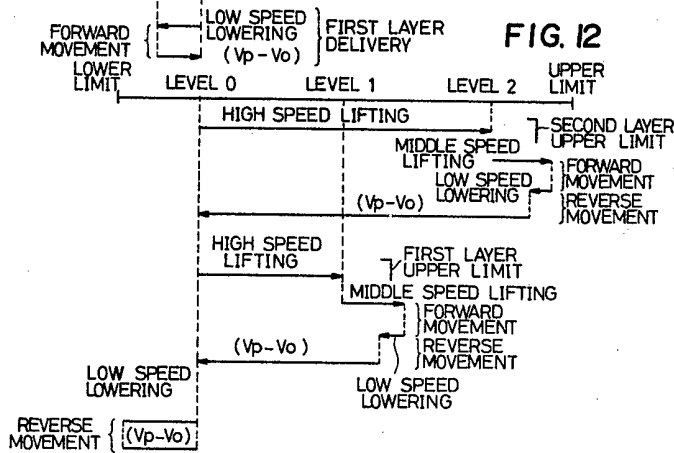 LOW SPEED
LOWERING
FIRST LAYER
DELIVERY
FIG. 12
FORWARD
MOVEMENT
(Vp-Vo)
LOWER
LIMIT
LEVEL 0
LEVEL 1
LEVEL 2
UPPER
LIMIT
HIGH SPEED LIFTING
SECOND LAYER
UPPER LIMIT
MIDDLE SPEED
LIFTING
FORWARD
MOVEMENT
LOW SPEED
LOWERING
REVERSE
MOVEMENT
(Vp-Vo)
HIGH SPEED
LIFTING
FIRST LAYER
UPPER LIMIT
MIDDLE SPEED LIFTING
FORWARD
MOVEMENT
(Vp-Vo)
REVERSE
MOVEMENT
LOW SPEED
LOWERING
LOW SPEED
LOWERING
REVERSE
MOVEMENT
(Vp-Vo)